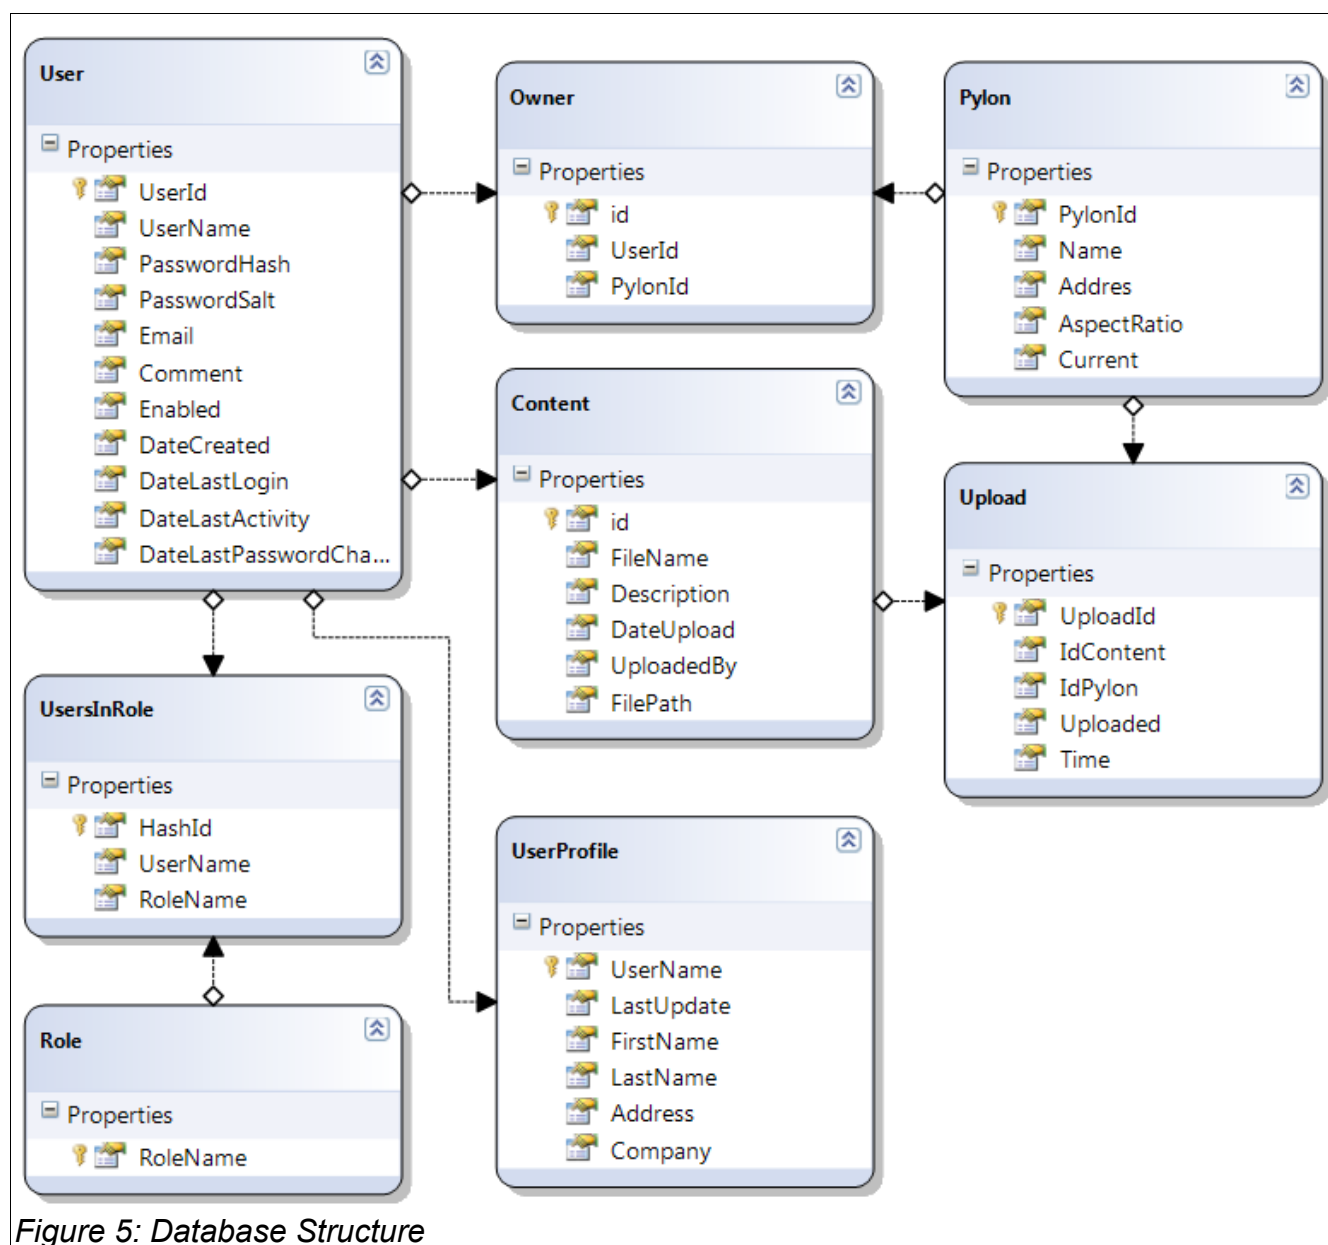 User
Properties
UserId
UserName
PasswordHash
PasswordSalt
Email
Comment
Enabled
DateCreated
DateLastLogin
DateLastActivity
DateLastPasswordCha...
Owner
Properties
id
UserId
PylonId
Pylon
Properties
PylonId
Name
Addres
AspectRatio
Current
Content
Properties
id
FileName
Description
DateUpload
UploadedBy
FilePath
Upload
Properties
UploadId
IdContent
IdPylon
Uploaded
Time
UsersInRole
Properties
HashId
UserName
RoleName
UserProfile
Properties
UserName
LastUpdate
FirstName
LastName
Address
Company
Role
Properties
RoleName
Figure 5: Database Structure